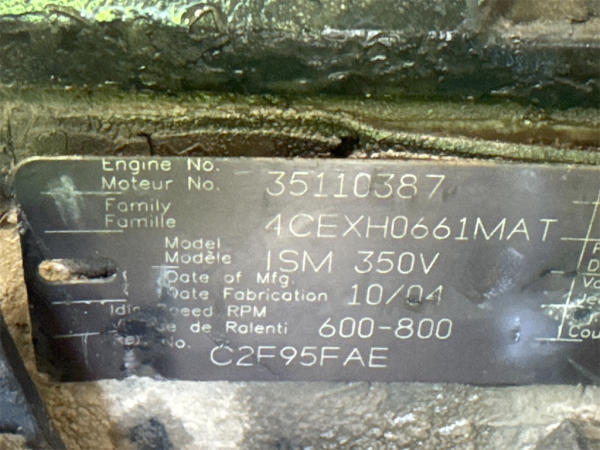 Engine No.
Moteur No. 35110387
Family
Famille 4CEXH0661MAT
Model
Modèle ISM 350V
Date of Mfg.
Date Fabrication 10/04
Idle Speed RPM
de Ralenti 600-800
No. C2F95FAE